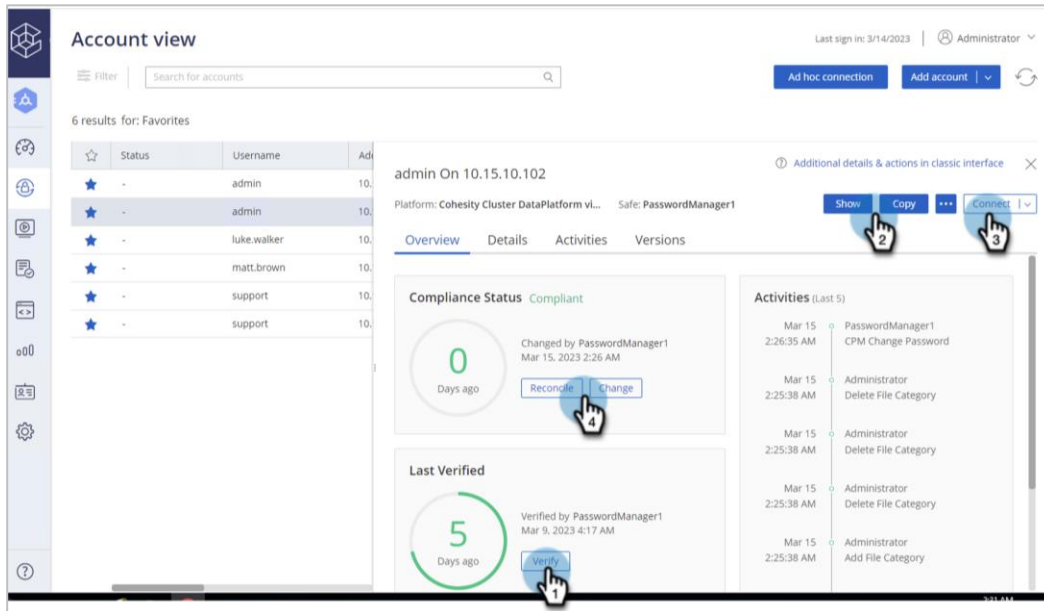 Account view
Last sign in: 3/14/2023
Administrator
Filter
Search for accounts
Ad hoc connection
Add account
6 results for: Favorites
Status
Username
Ad
-
admin
10.
-
admin
10.
-
luke.walker
10.
-
matt.brown
10.
-
support
10.
-
support
10.
Additional details & actions in classic interface
admin On 10.15.10.102
Platform: Cohesity Cluster DataPlatform vi... Safe: PasswordManager1
Show
Copy
•••
Connect
2
3
Overview
Details
Activities
Versions
Compliance Status Compliant
0
Days ago
Changed by PasswordManager1
Mar 15, 2023 2:26 AM
Reconcile
Change
4
Last Verified
5
Days ago
Verified by PasswordManager1
Mar 9, 2023 4:17 AM
Verify
1
Activities (Last 5)
Mar 15 PasswordManager1
2:26:35 AM CPM Change Password
Mar 15 Administrator
2:25:38 AM Delete File Category
Mar 15 Administrator
2:25:38 AM Delete File Category
Mar 15 Administrator
2:25:38 AM Delete File Category
Mar 15 Administrator
2:25:38 AM Add File Category